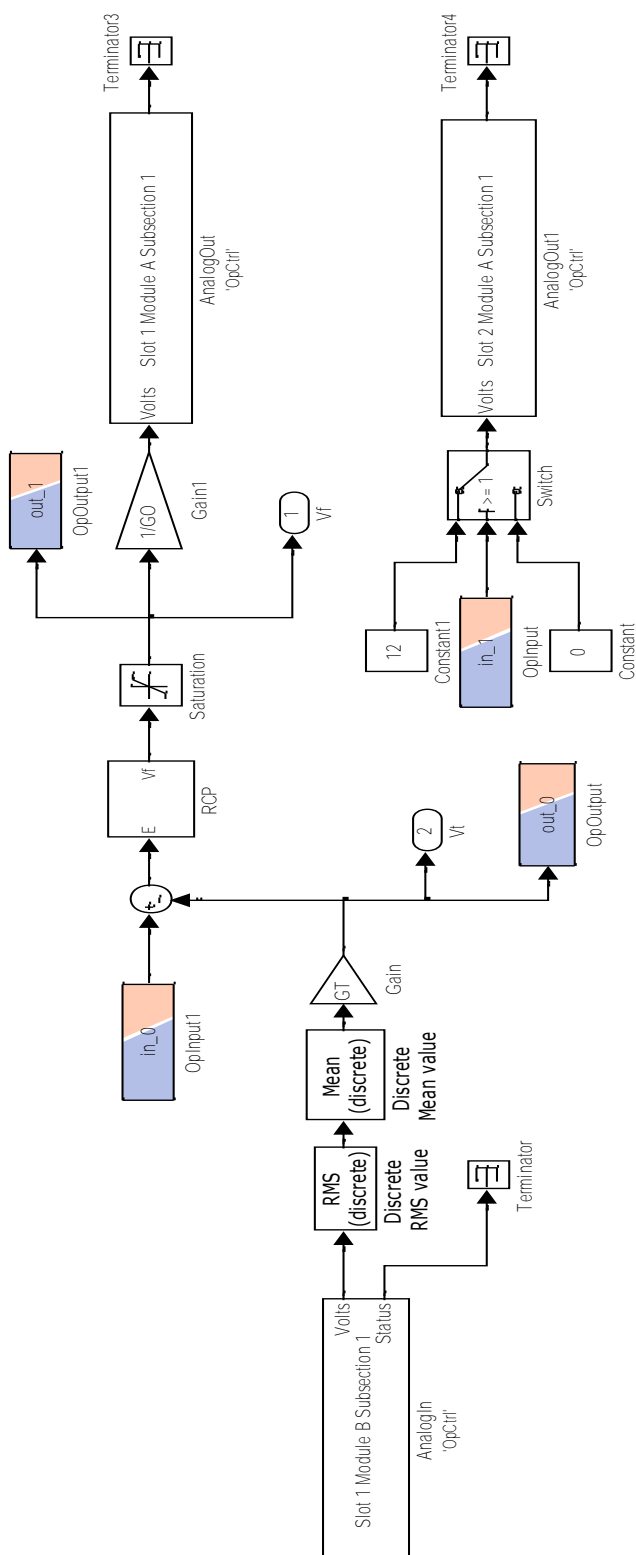 in_0
OpInput1
E
Vf
RCP
Saturation
out_1
OpOutput1
1/GO
Gain1
1
Vf
Volts
Slot 1 Module A Subsection 1
AnalogOut
'OpCtrl'
Terminator3
Slot 1 Module B Subsection 1
Volts
Status
AnalogIn
'OpCtrl'
Terminator
RMS
(discrete)
Discrete
RMS value
Mean
(discrete)
Discrete
Mean value
GT
Gain
2
Vt
out_0
OpOutput
12
Constant1
in_1
OpInput
0
Constant
>= 1
Switch
Volts
Slot 2 Module A Subsection 1
AnalogOut1
'OpCtrl'
Terminator4